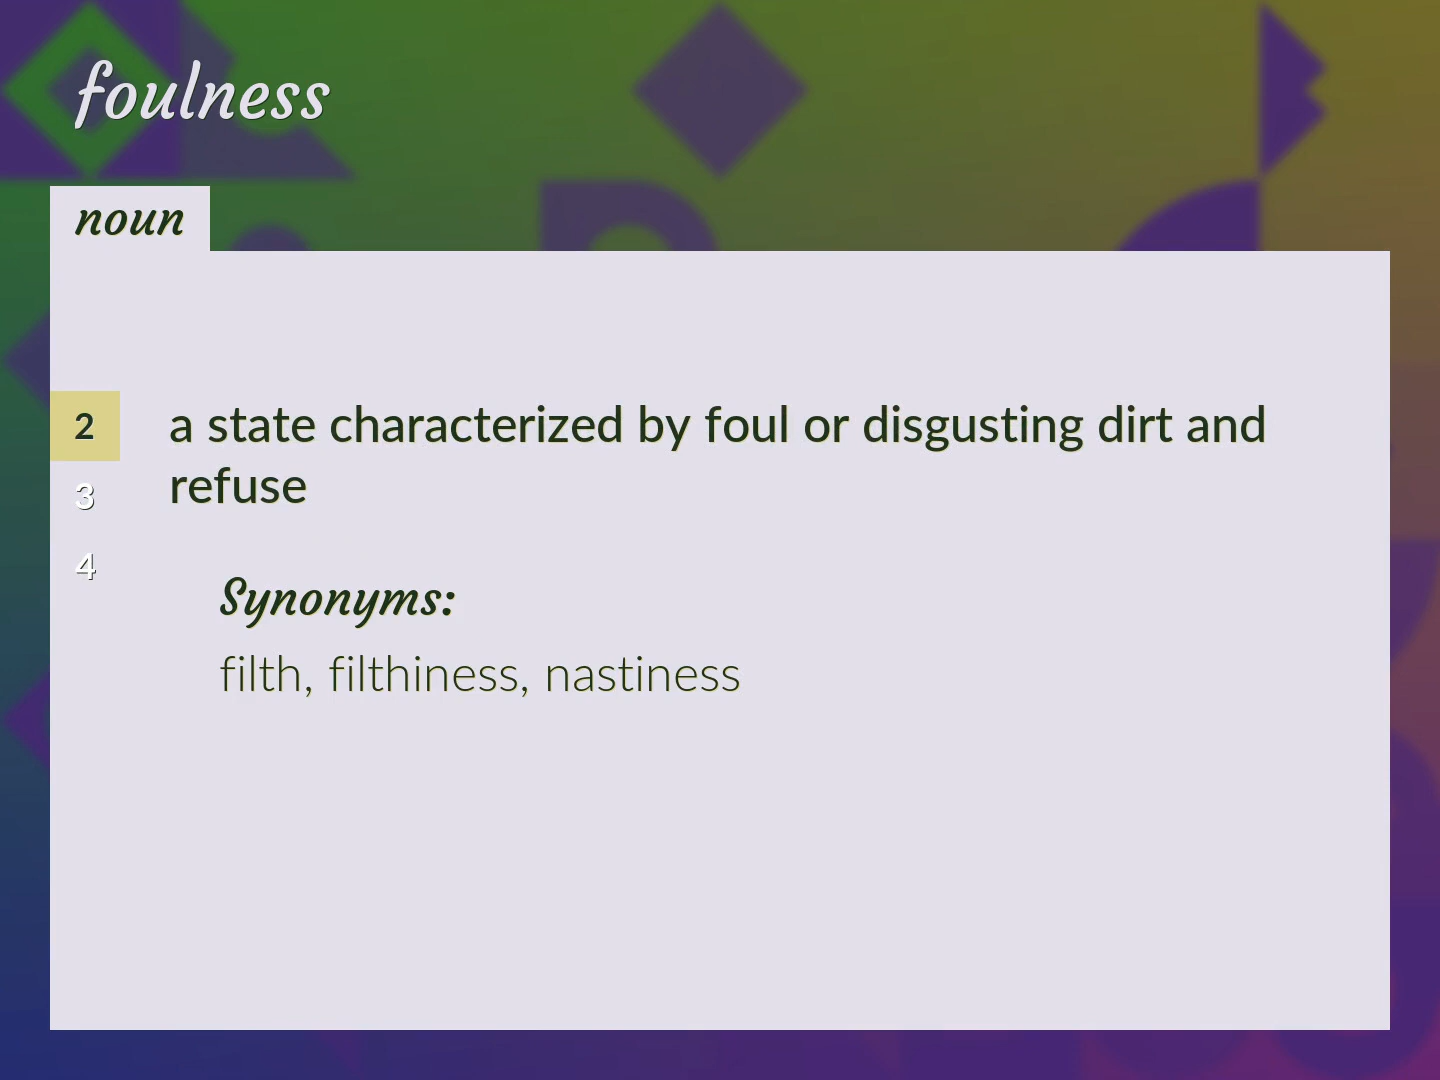 foulness
noun
2 a state characterized by foul or disgusting dirt and
refuse
3
4
Synonyms:
filth, filthiness, nastiness